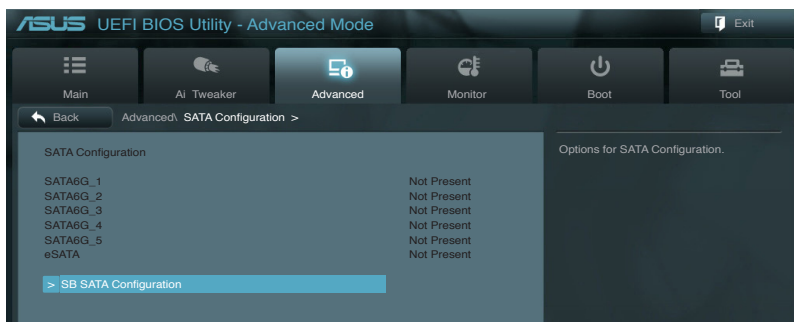 ASUS UEFI BIOS Utility - Advanced Mode
Exit
Main
Ai Tweaker
Advanced
Monitor
Boot
Tool
Back
Advanced\ SATA Configuration >
SATA Configuration
Options for SATA Configuration.
SATA6G_1 Not Present
SATA6G_2 Not Present
SATA6G_3 Not Present
SATA6G_4 Not Present
SATA6G_5 Not Present
eSATA Not Present
> SB SATA Configuration